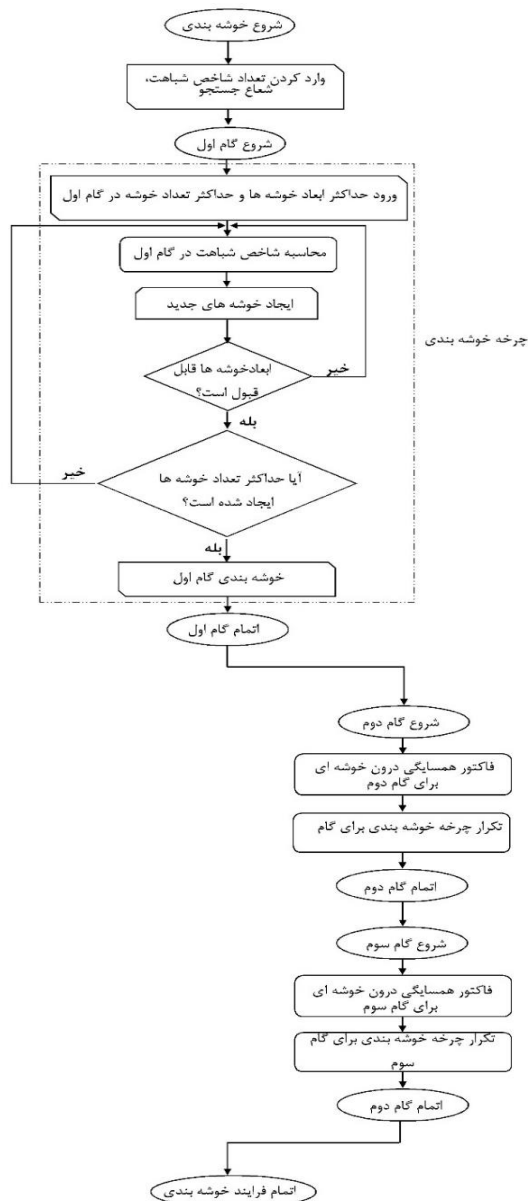 شروع خوشه بندی
وارد کردن تعداد شاخص شباهت،
شعاع جستجو
شروع گام اول
ورود حداکثر ابعاد خوشه ها و حداکثر تعداد خوشه در گام اول
محاسبه شاخص شباهت در گام اول
ایجاد خوشه های جدید
چرخه خوشه بندی
ابعادخوشه ها قابل
قبول است؟
خیر
بله
آیا حداکثر تعداد خوشه ها
ایجاد شده است؟
خیر
بله
خوشه بندی گام اول
اتمام گام اول
شروع گام دوم
فاکتور همسایگی درون خوشه ای
برای گام دوم
تکرار چرخه خوشه بندی برای گام
اتمام گام دوم
شروع گام سوم
فاکتور همسایگی درون خوشه ای
برای گام سوم
تکرار چرخه خوشه بندی برای گام
سوم
اتمام گام دوم
اتمام فرایند خوشه بندی